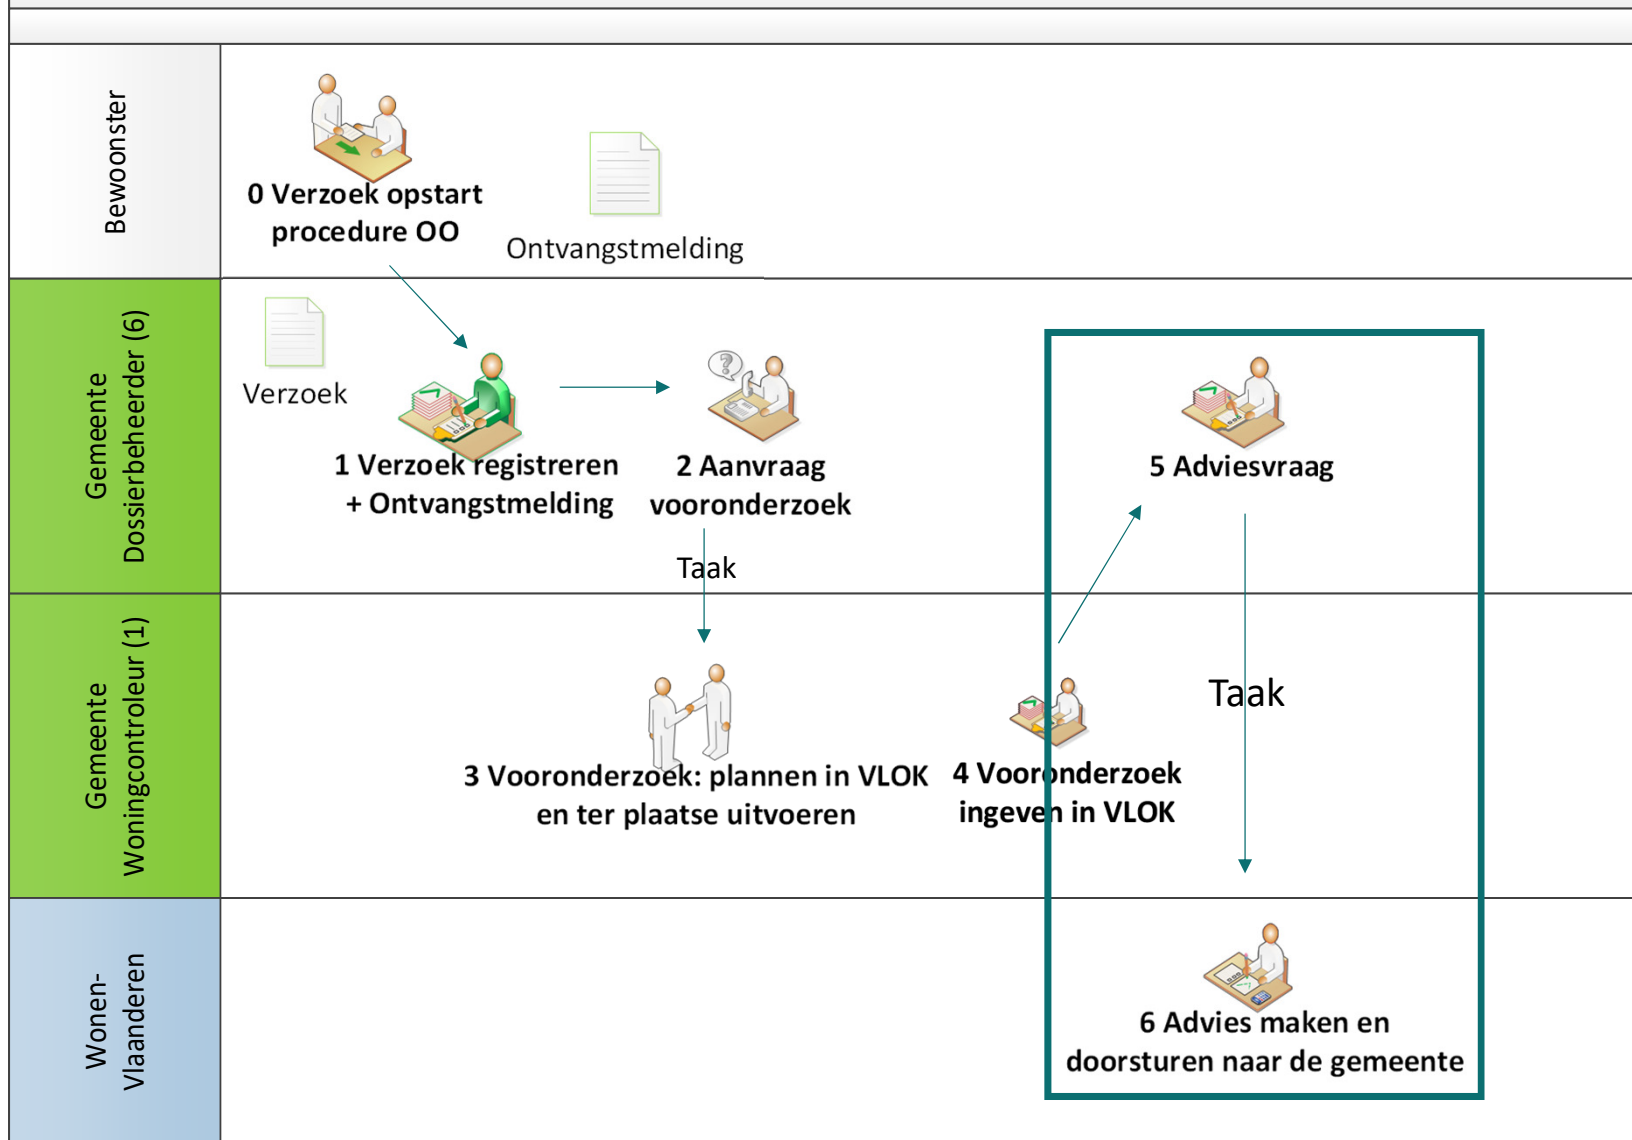 Bewoonster
0 Verzoek opstart
procedure OO
Ontvangstmelding
Gemeente
Dossierbeheerder (6)
Verzoek
1 Verzoek registreren
+ Ontvangstmelding
2 Aanvraag
vooronderzoek
Taak
5 Adviesvraag
Gemeente
Woningcontroleur (1)
3 Vooronderzoek: plannen in VLOK
en ter plaatse uitvoeren
4 Vooronderzoek
ingeven in VLOK
Taak
Wonen-
Vlaanderen
6 Advies maken en
doorsturen naar de gemeente